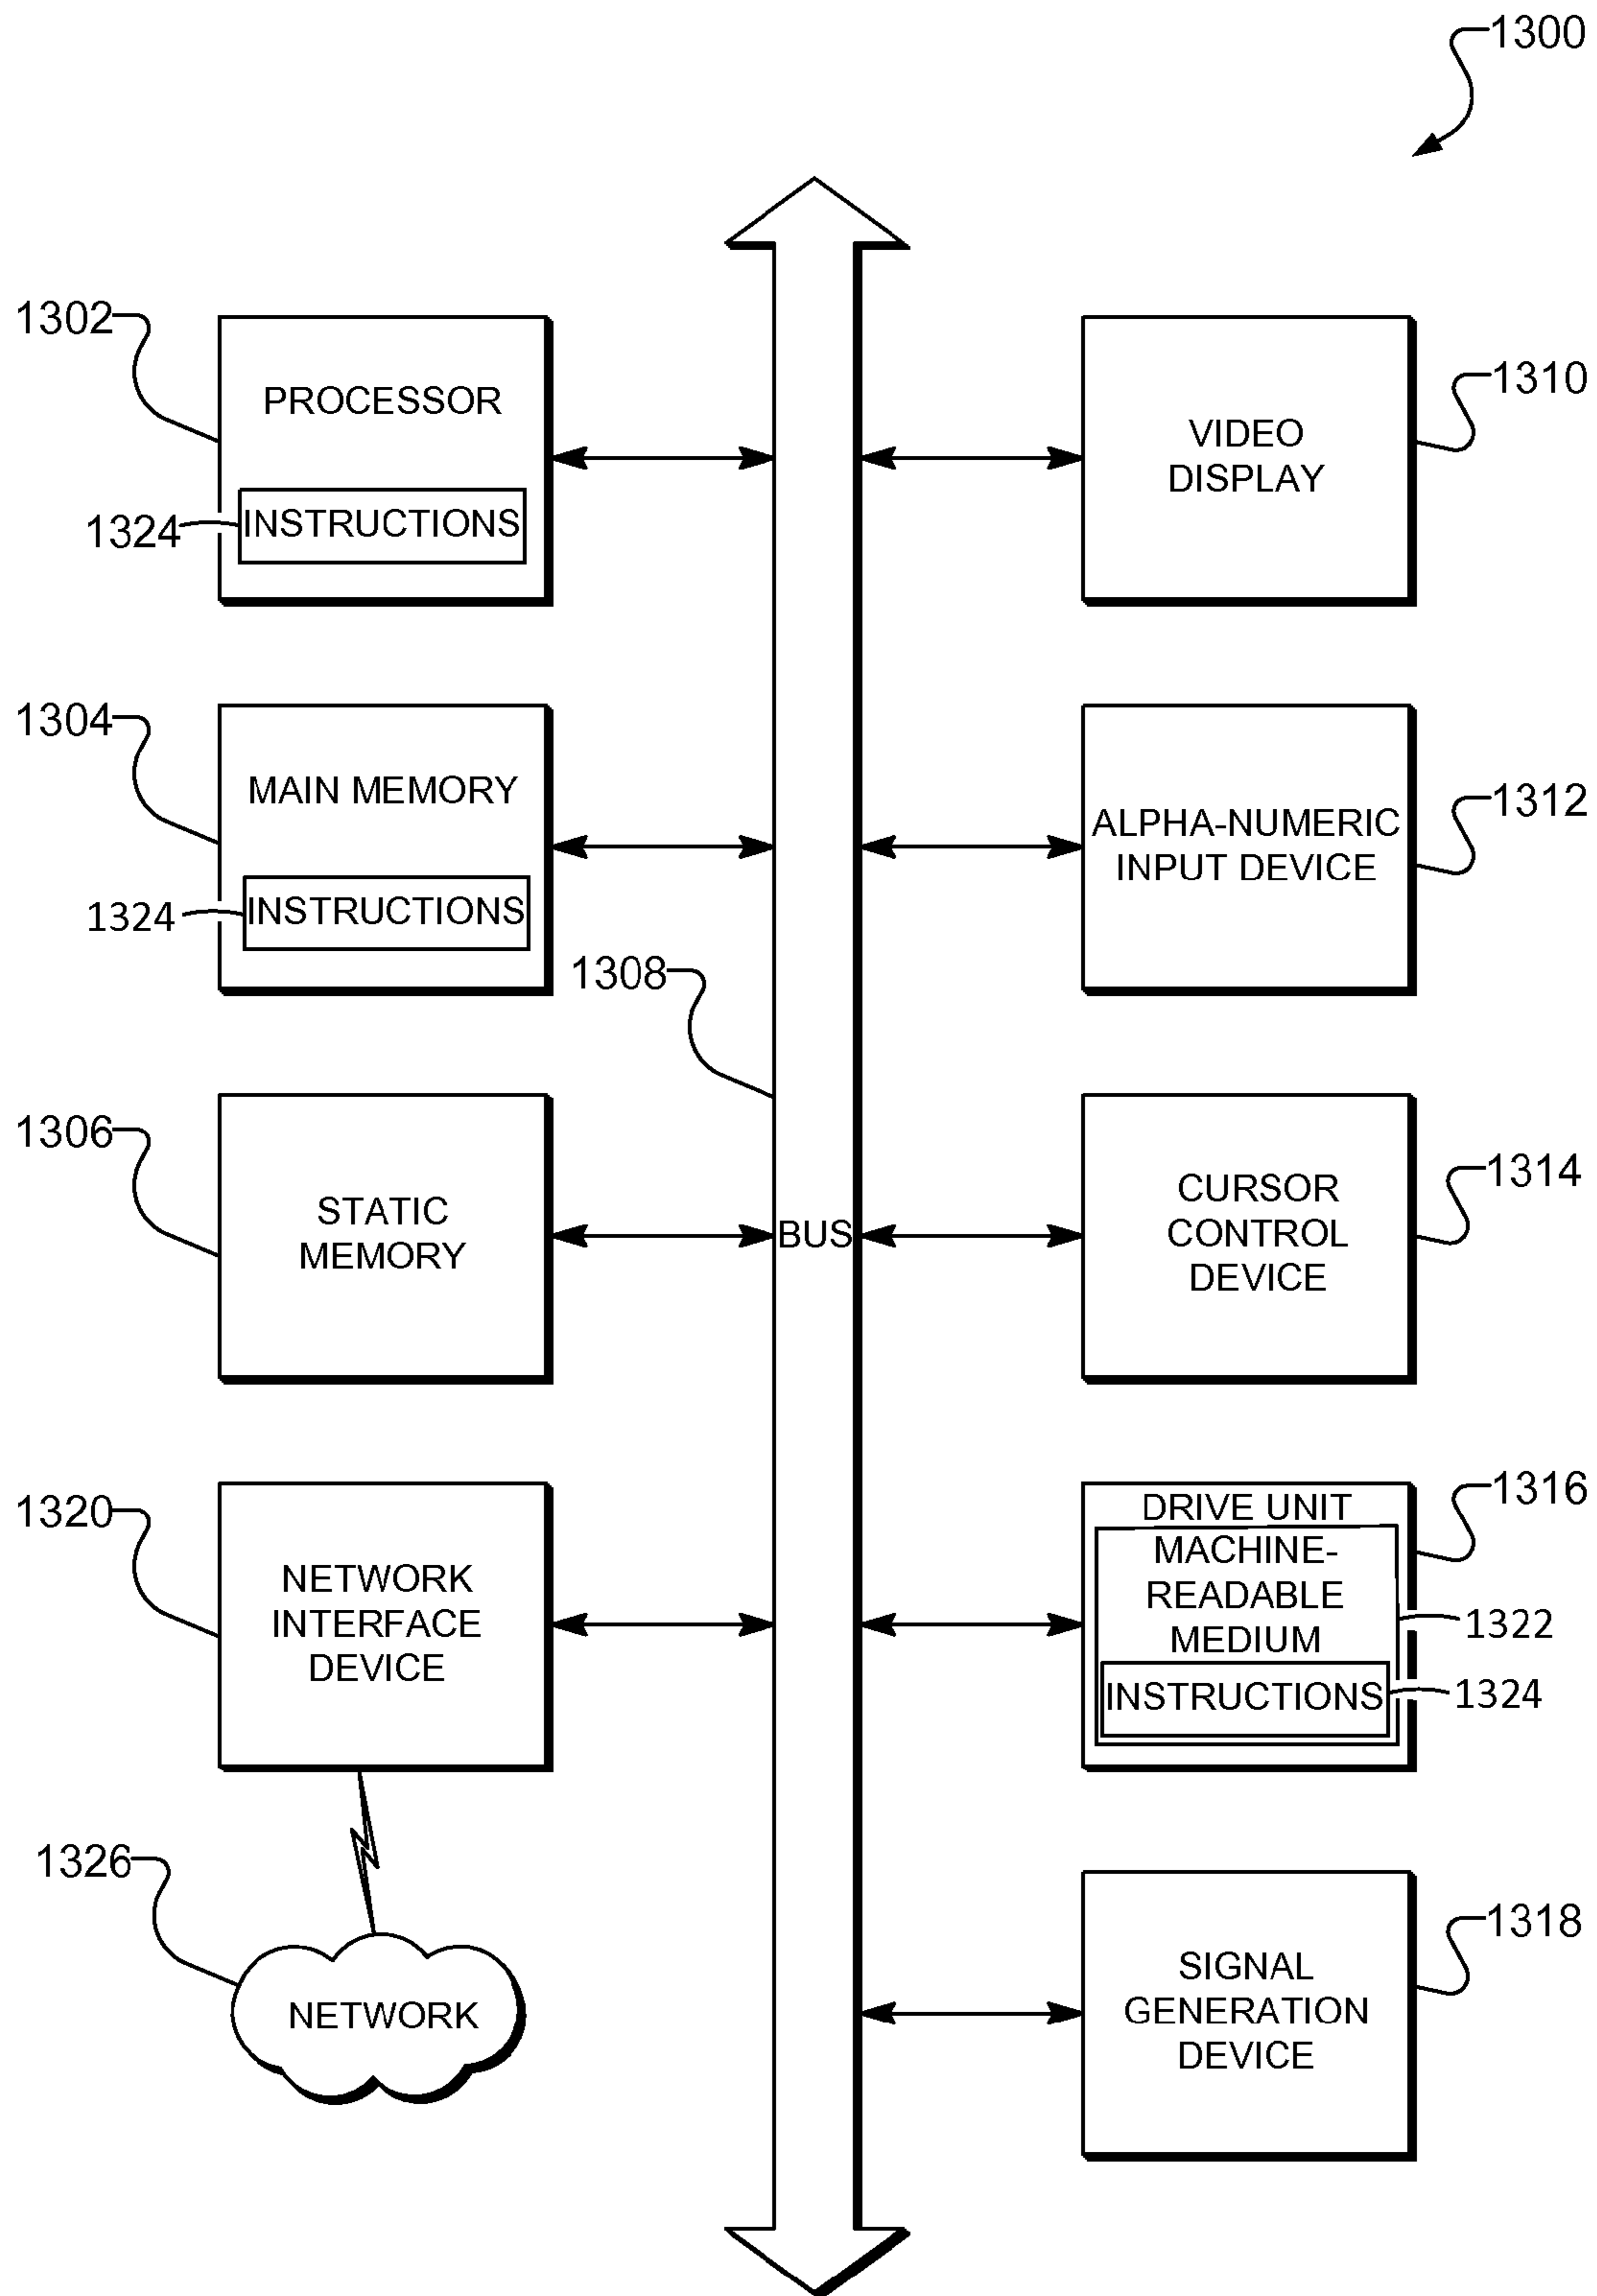 1300
1302
PROCESSOR
1324
INSTRUCTIONS
1310
VIDEO
DISPLAY
1304
MAIN MEMORY
1324
INSTRUCTIONS
1312
ALPHA-NUMERIC
INPUT DEVICE
1308
BUS
1306
STATIC
MEMORY
1314
CURSOR
CONTROL
DEVICE
1320
NETWORK
INTERFACE
DEVICE
1316
DRIVE UNIT
MACHINE-
READABLE
MEDIUM
1322
INSTRUCTIONS
1324
1326
NETWORK
1318
SIGNAL
GENERATION
DEVICE